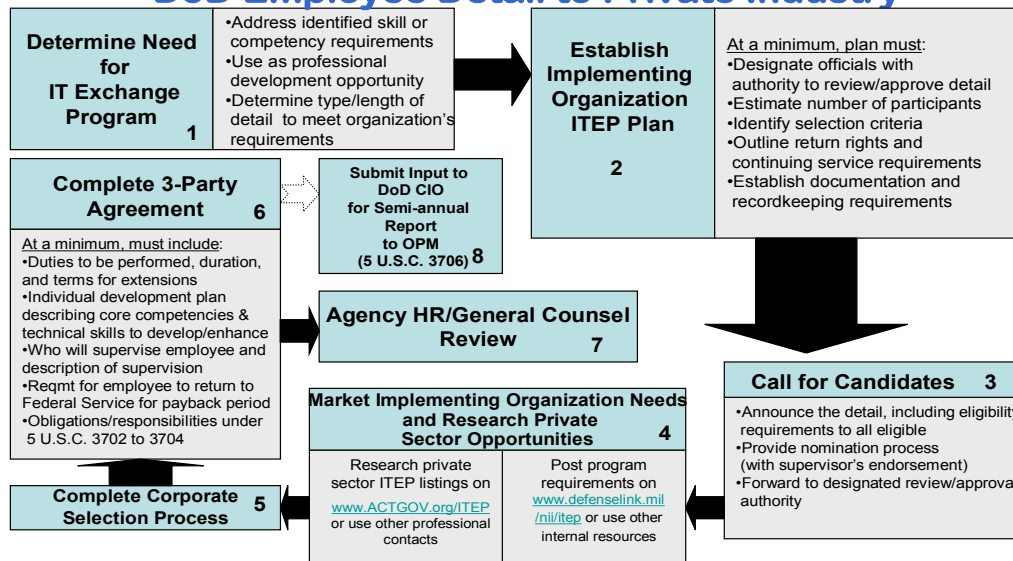 DoD Employee Detail to Private Industry
Determine Need
for
IT Exchange
Program
1
•Address identified skill or
competency requirements
•Use as professional
development opportunity
•Determine type/length of
detail to meet organization's
requirements
Establish
Implementing
Organization
ITEP Plan
2
At a minimum, plan must:
•Designate officials with
authority to review/approve detail
•Estimate number of participants
•Identify selection criteria
•Outline return rights and
continuing service requirements
•Establish documentation and
recordkeeping requirements
Call for Candidates 3
•Announce the detail, including eligibility
requirements to all eligible
•Provide nomination process
(with supervisor's endorsement)
•Forward to designated review/approval
authority
Market Implementing Organization Needs
and Research Private
Sector Opportunities
4
Research private
sector ITEP listings on
www.ACTGOV.org/ITEP
or use other professional
contacts
Post program
requirements on
www.defenselink.mil
/nii/itep or use other
internal resources
Complete Corporate
Selection Process
5
Complete 3-Party
Agreement
6
At a minimum, must include:
•Duties to be performed, duration,
and terms for extensions
•Individual development plan
describing core competencies &
technical skills to develop/enhance
•Who will supervise employee and
description of supervision
•Reqmt for employee to return to
Federal Service for payback period
•Obligations/responsibilities under
5 U.S.C. 3702 to 3704
Agency HR/General Counsel
Review
7
Submit Input to
DoD CIO
for Semi-annual
Report
to OPM
(5 U.S.C. 3706) 8